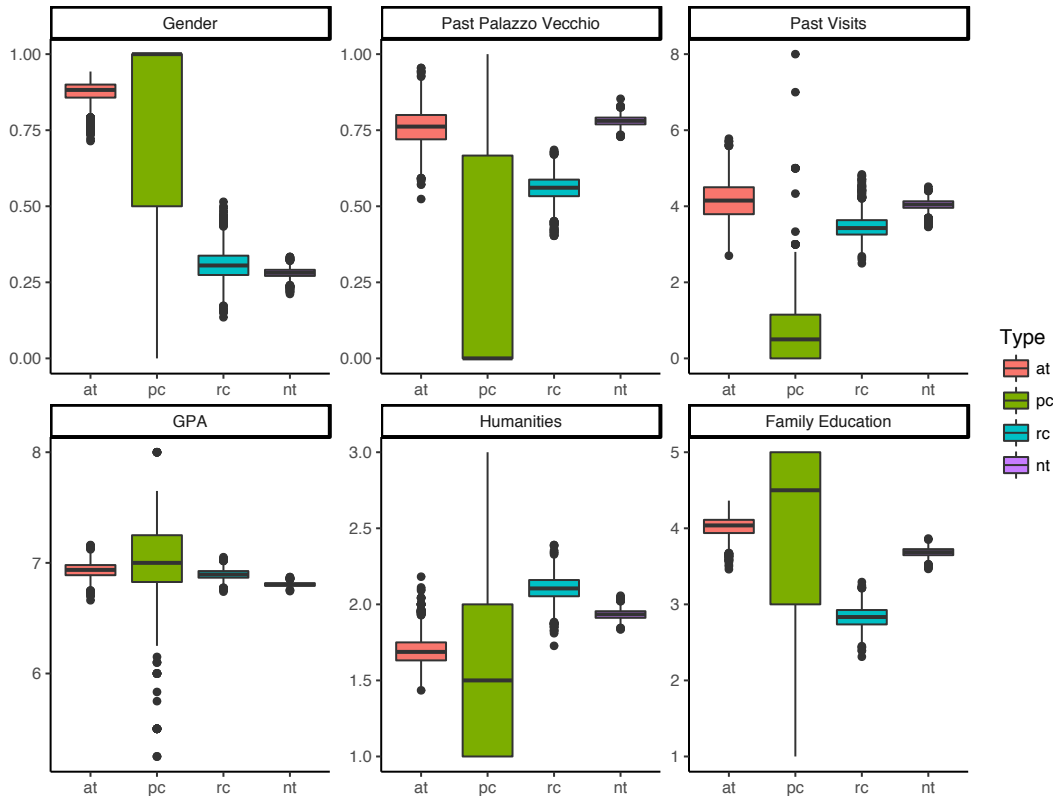 Gender
Past Palazzo Vecchio
Past Visits
1.00
0.75
0.50
0.25
0.00
at pc rc nt
1.00
0.75
0.50
0.25
0.00
at pc rc nt
8
6
4
2
0
at pc rc nt
GPA
Humanities
Family Education
8
7
6
at pc rc nt
3.0
2.5
2.0
1.5
1.0
at pc rc nt
5
4
3
2
1
at pc rc nt
Type
at
pc
rc
nt